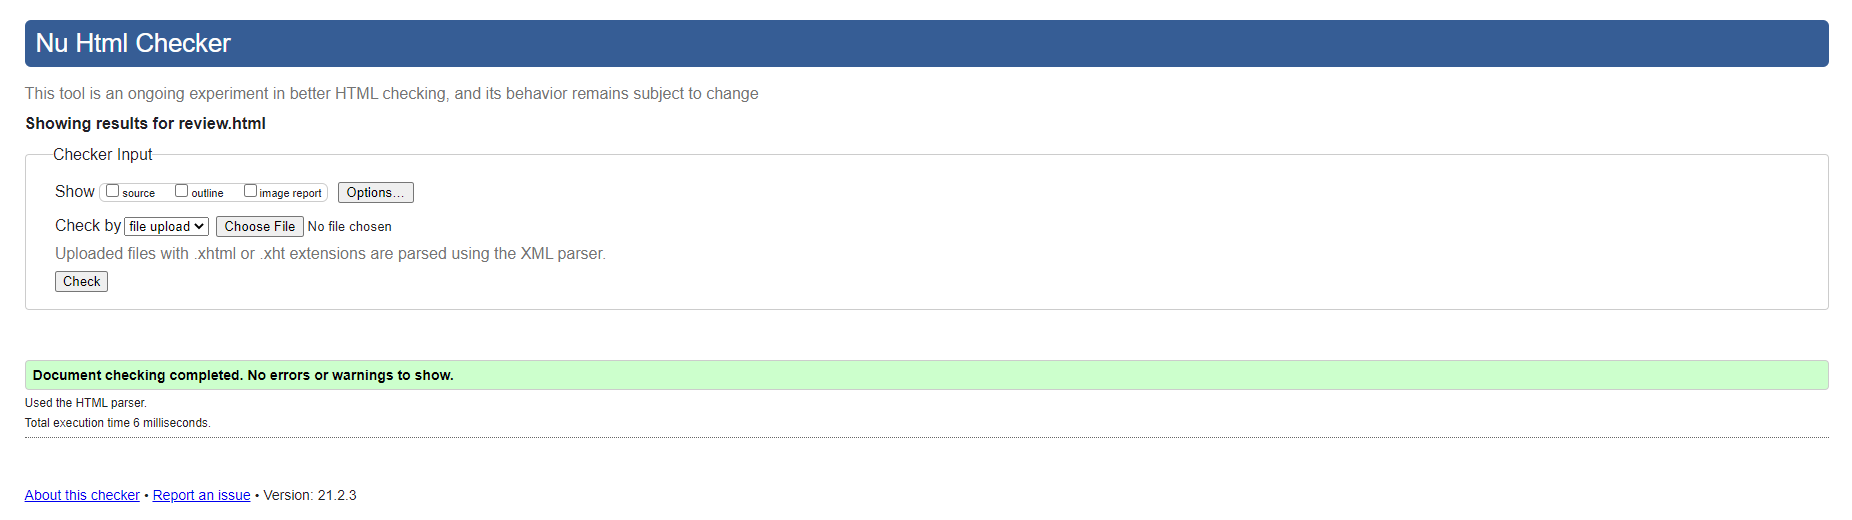 Nu Html Checker
This tool is an ongoing experiment in better HTML checking, and its behavior remains subject to change
Showing results for review.html
Checker Input
Show source outline image report Options...
Check by file upload Choose File No file chosen
Uploaded files with .xhtml or .xht extensions are parsed using the XML parser.
Check
Document checking completed. No errors or warnings to show.
Used the HTML parser.
Total execution time 6 milliseconds.
About this checker • Report an issue • Version: 21.2.3